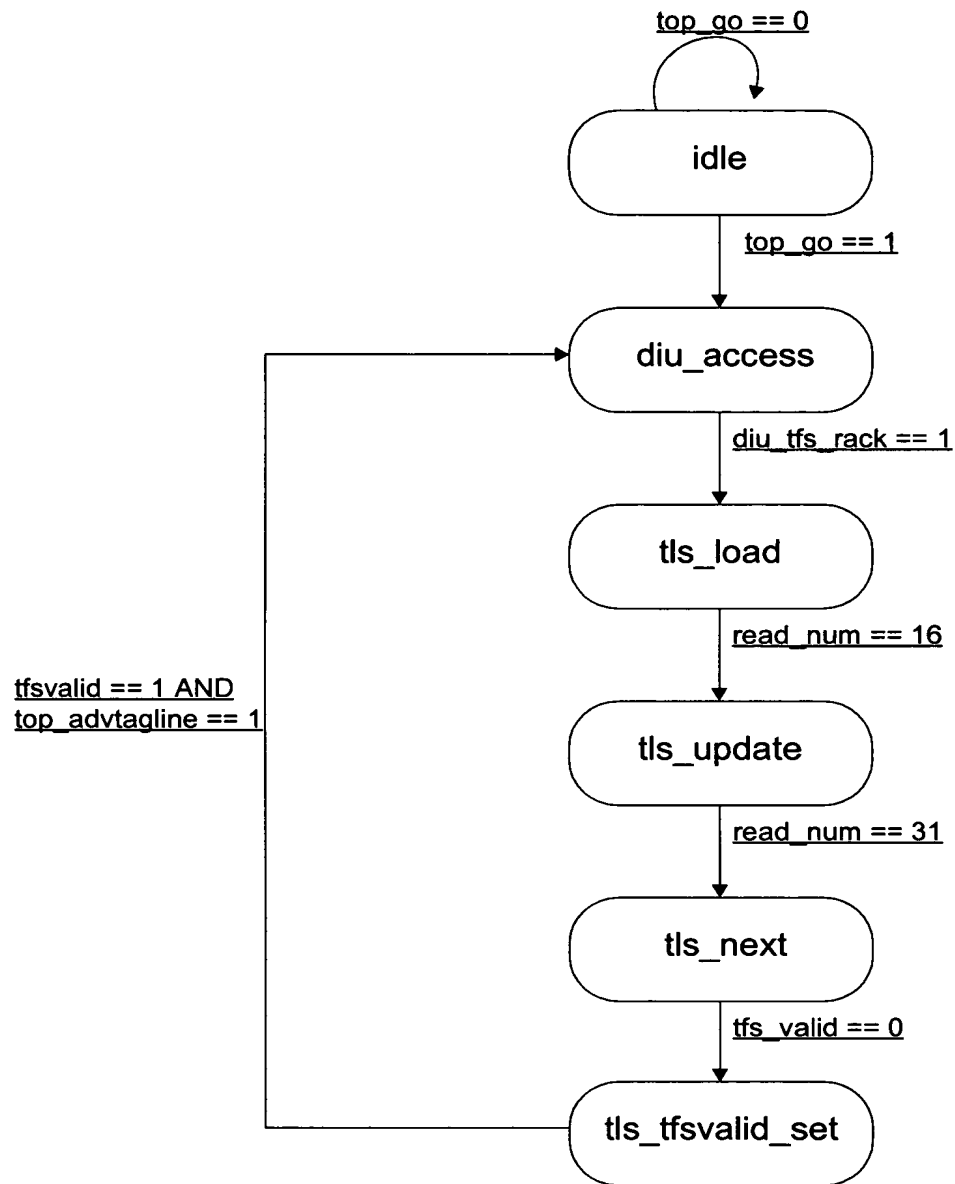 top_go == 0
idle
top_go == 1
diu_access
diu_tfs_rack == 1
tls_load
read_num == 16
tfsvalid == 1 AND
top_advtagline == 1
tls_update
read_num == 31
tls_next
tfs_valid == 0
tls_tfsvalid_set